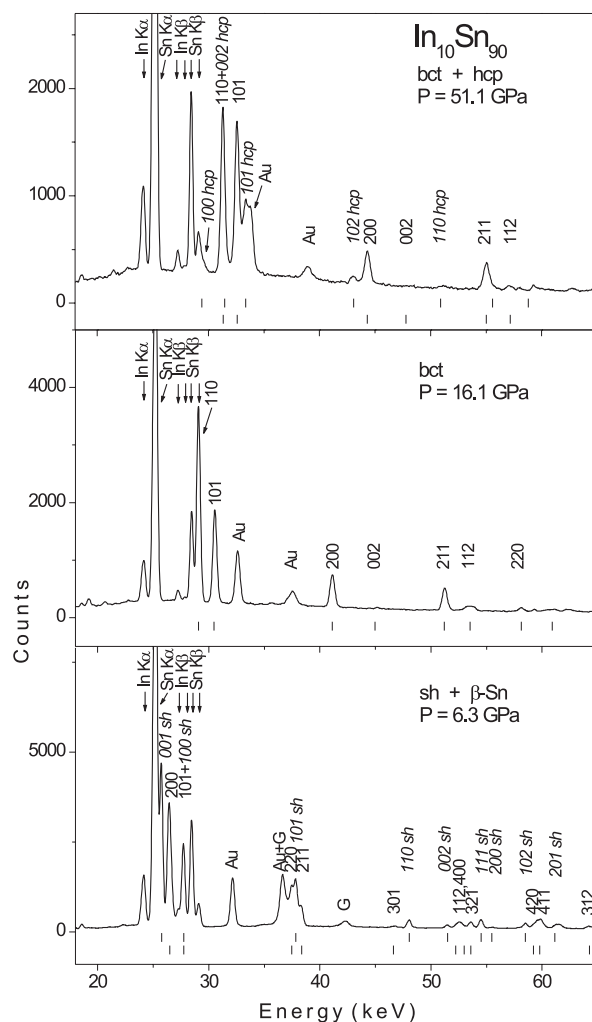 In10Sn90
bct + hcp
P = 51.1 GPa
In Kα
Sn Kα
In Kβ
Sn Kβ
100 hcp
110+002 hcp
101
101 hcp
Au
Au
102 hcp
200
002
110 hcp
211
112
2000
1000
0
bct
P = 16.1 GPa
In Kα
Sn Kα
In Kβ
Sn Kβ
110
101
Au
Au
200
002
211
112
220
4000
2000
0
Counts
sh + β-Sn
P = 6.3 GPa
In Kα
Sn Kα
In Kβ
Sn Kβ
001 sh
200
101+100 sh
Au
Au+G
220
101 sh
211
G
301
110 sh
002 sh
112,400
321
111 sh
200 sh
102 sh
420
411
201 sh
312
5000
0
20 30 40 50 60
Energy (keV)